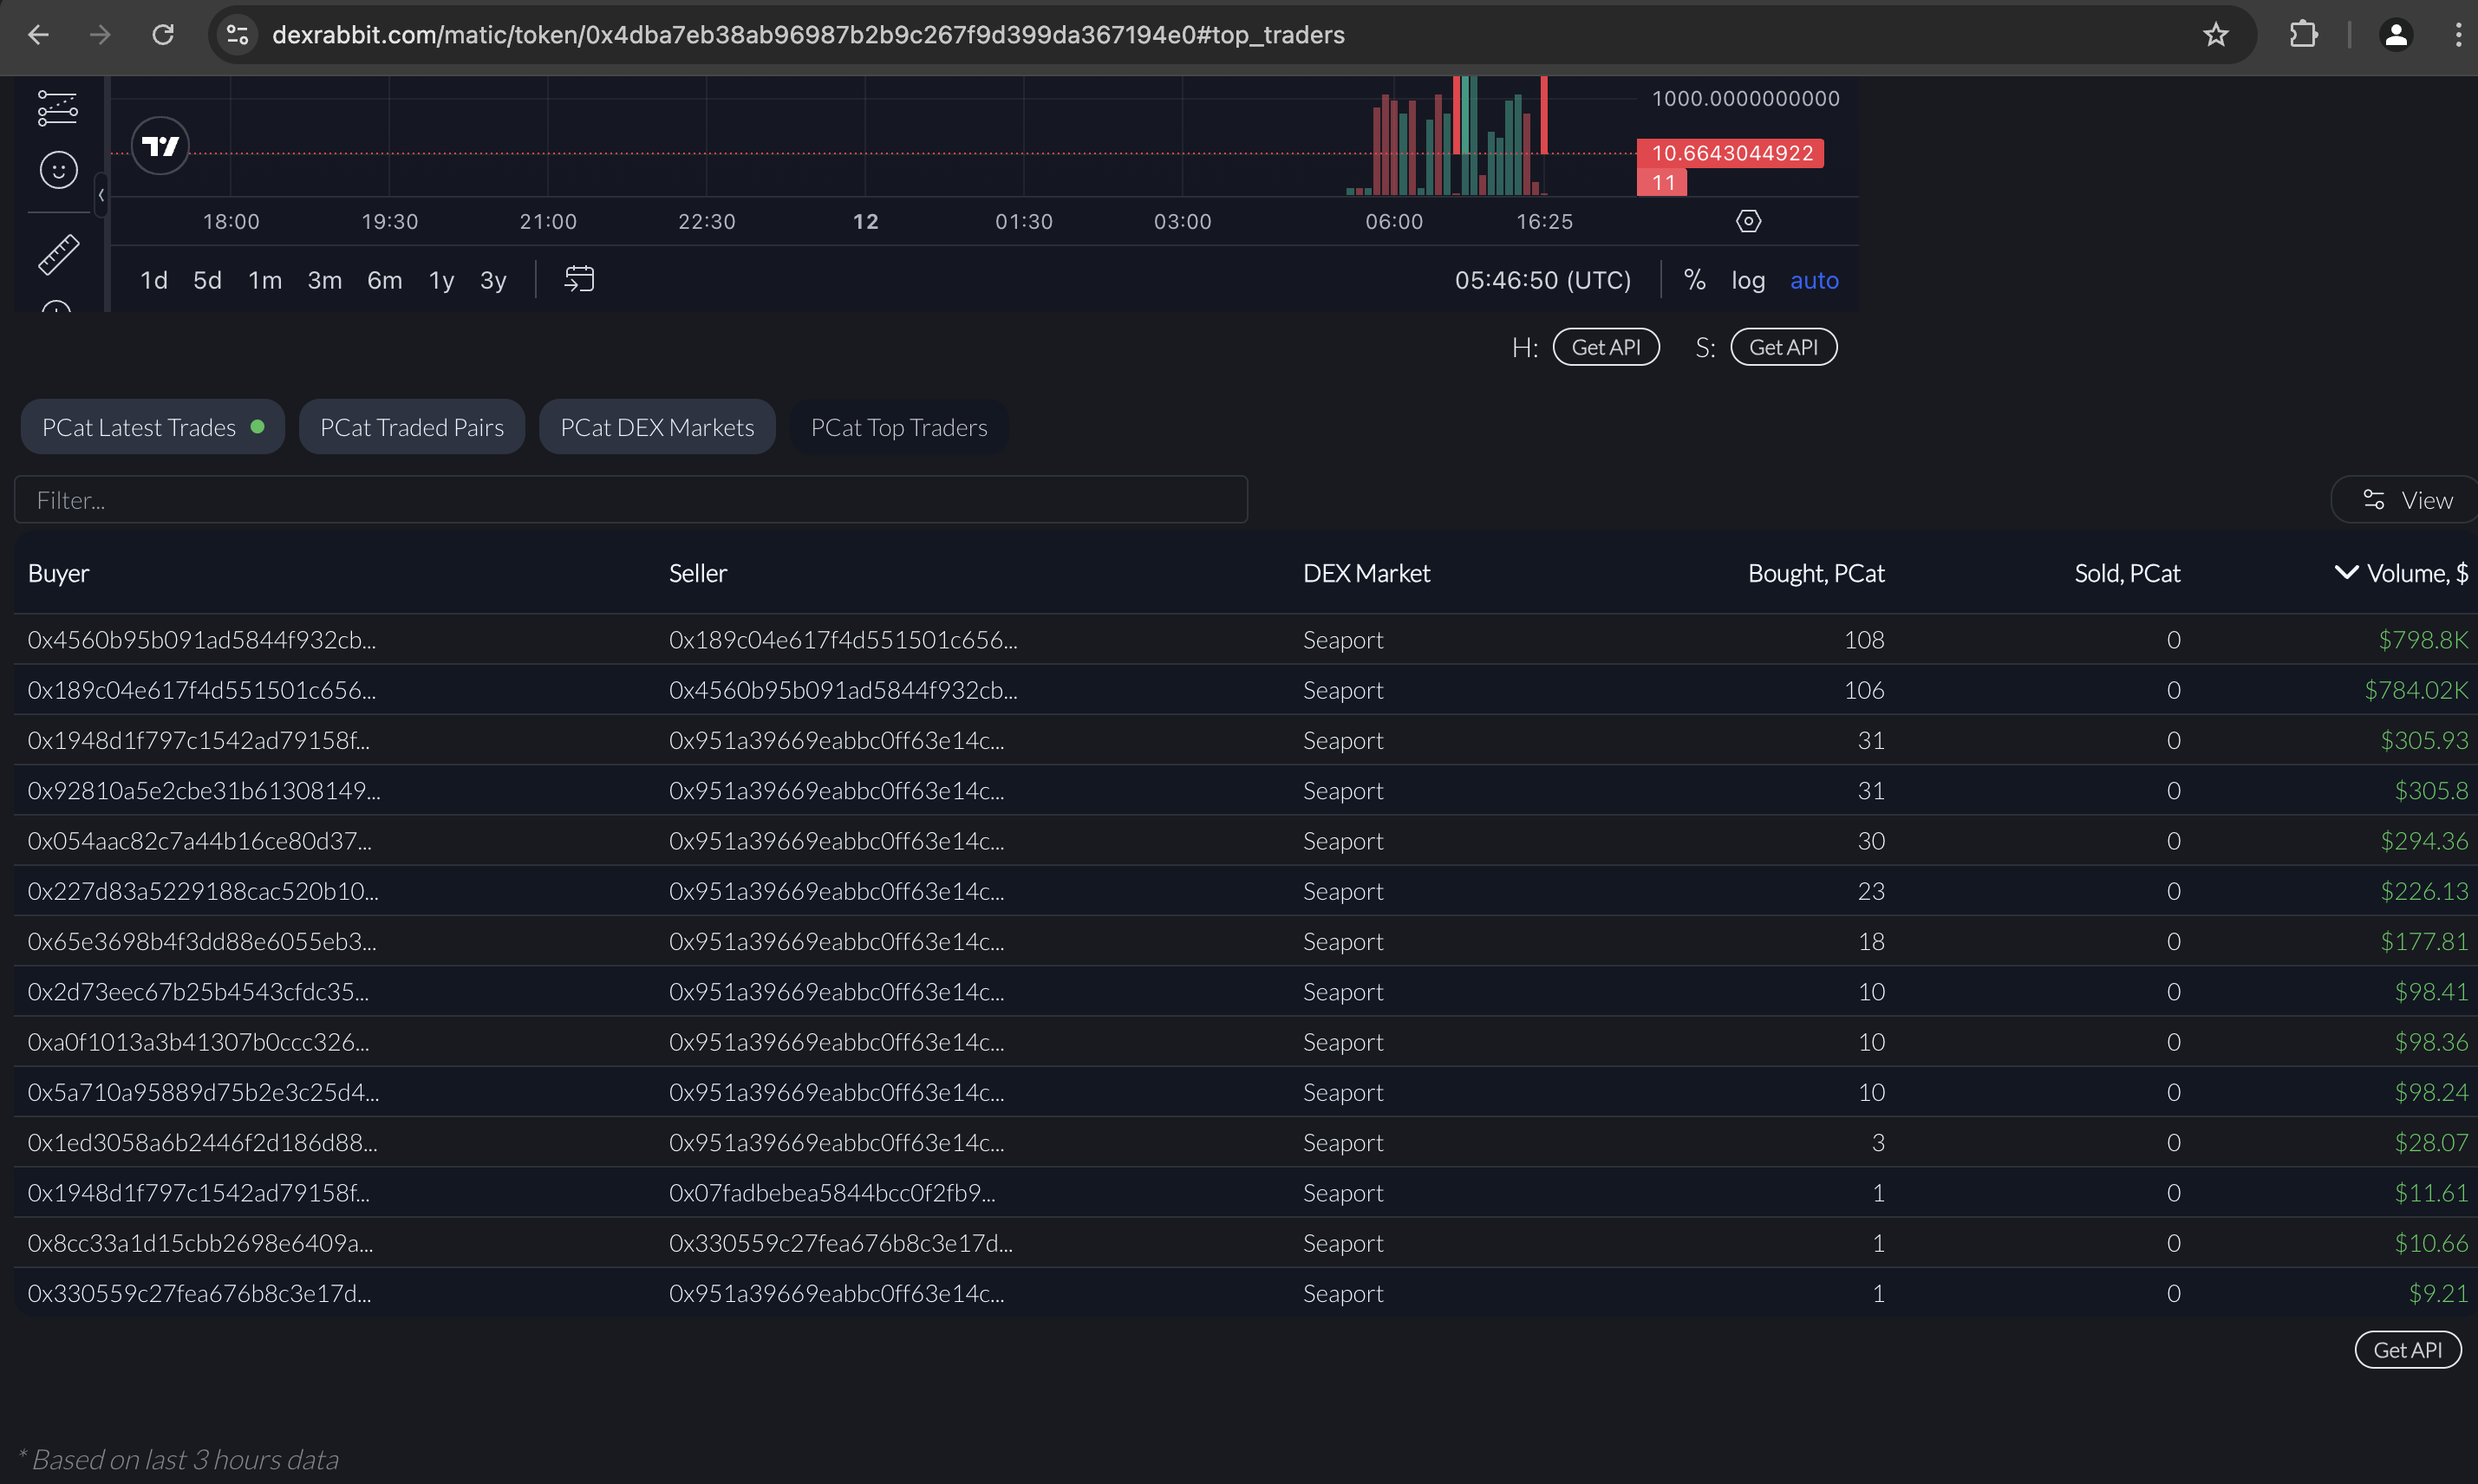 dexrabbit.com/matic/token/0x4dba7eb38ab96987b2b9c267f9d399da367194e0#top_traders
1000.0000000000
10.6643044922
11
18:00 19:30 21:00 22:30 12 01:30 03:00 06:00 16:25
1d 5d 1m 3m 6m 1y 3y 05:46:50 (UTC) % log auto
H: Get API S: Get API
PCat Latest Trades PCat Traded Pairs PCat DEX Markets PCat Top Traders
Filter... View
Buyer Seller DEX Market Bought, PCat Sold, PCat Volume, $
0x4560b95b091ad5844f932cb... 0x189c04e617f4d551501c656... Seaport 108 0 $798.8K
0x189c04e617f4d551501c656... 0x4560b95b091ad5844f932cb... Seaport 106 0 $784.02K
0x1948d1f797c1542ad79158f... 0x951a39669eabbc0ff63e14c... Seaport 31 0 $305.93
0x92810a5e2cbe31b61308149... 0x951a39669eabbc0ff63e14c... Seaport 31 0 $305.8
0x054aac82c7a44b16ce80d37... 0x951a39669eabbc0ff63e14c... Seaport 30 0 $294.36
0x227d83a5229188cac520b10... 0x951a39669eabbc0ff63e14c... Seaport 23 0 $226.13
0x65e3698b4f3dd88e6055eb3... 0x951a39669eabbc0ff63e14c... Seaport 18 0 $177.81
0x2d73eec67b25b4543cfdc35... 0x951a39669eabbc0ff63e14c... Seaport 10 0 $98.41
0xa0f1013a3b41307b0ccc326... 0x951a39669eabbc0ff63e14c... Seaport 10 0 $98.36
0x5a710a95889d75b2e3c25d4... 0x951a39669eabbc0ff63e14c... Seaport 10 0 $98.24
0x1ed3058a6b2446f2d186d88... 0x951a39669eabbc0ff63e14c... Seaport 3 0 $28.07
0x1948d1f797c1542ad79158f... 0x07fadbebea5844bcc0f2fb9... Seaport 1 0 $11.61
0x8cc33a1d15cbb2698e6409a... 0x330559c27fea676b8c3e17d... Seaport 1 0 $10.66
0x330559c27fea676b8c3e17d... 0x951a39669eabbc0ff63e14c... Seaport 1 0 $9.21
Get API
* Based on last 3 hours data